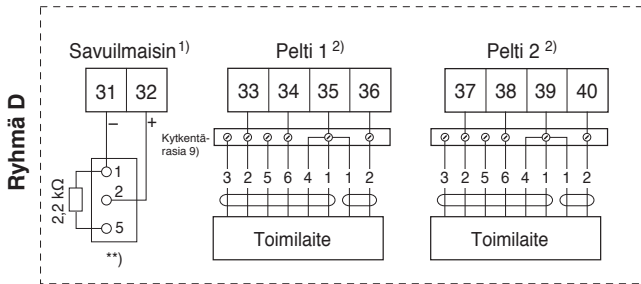 Ryhmä D
Savuilmaisin 1)
31 32
– +
1
2
5
2,2 kΩ
**)
Pelti 1 2)
33 34 35 36
Kytkentä-
rasia 9)
3 2 5 6 4 1 1 2
Toimilaite
Pelti 2 2)
37 38 39 40
3 2 5 6 4 1 1 2
Toimilaite